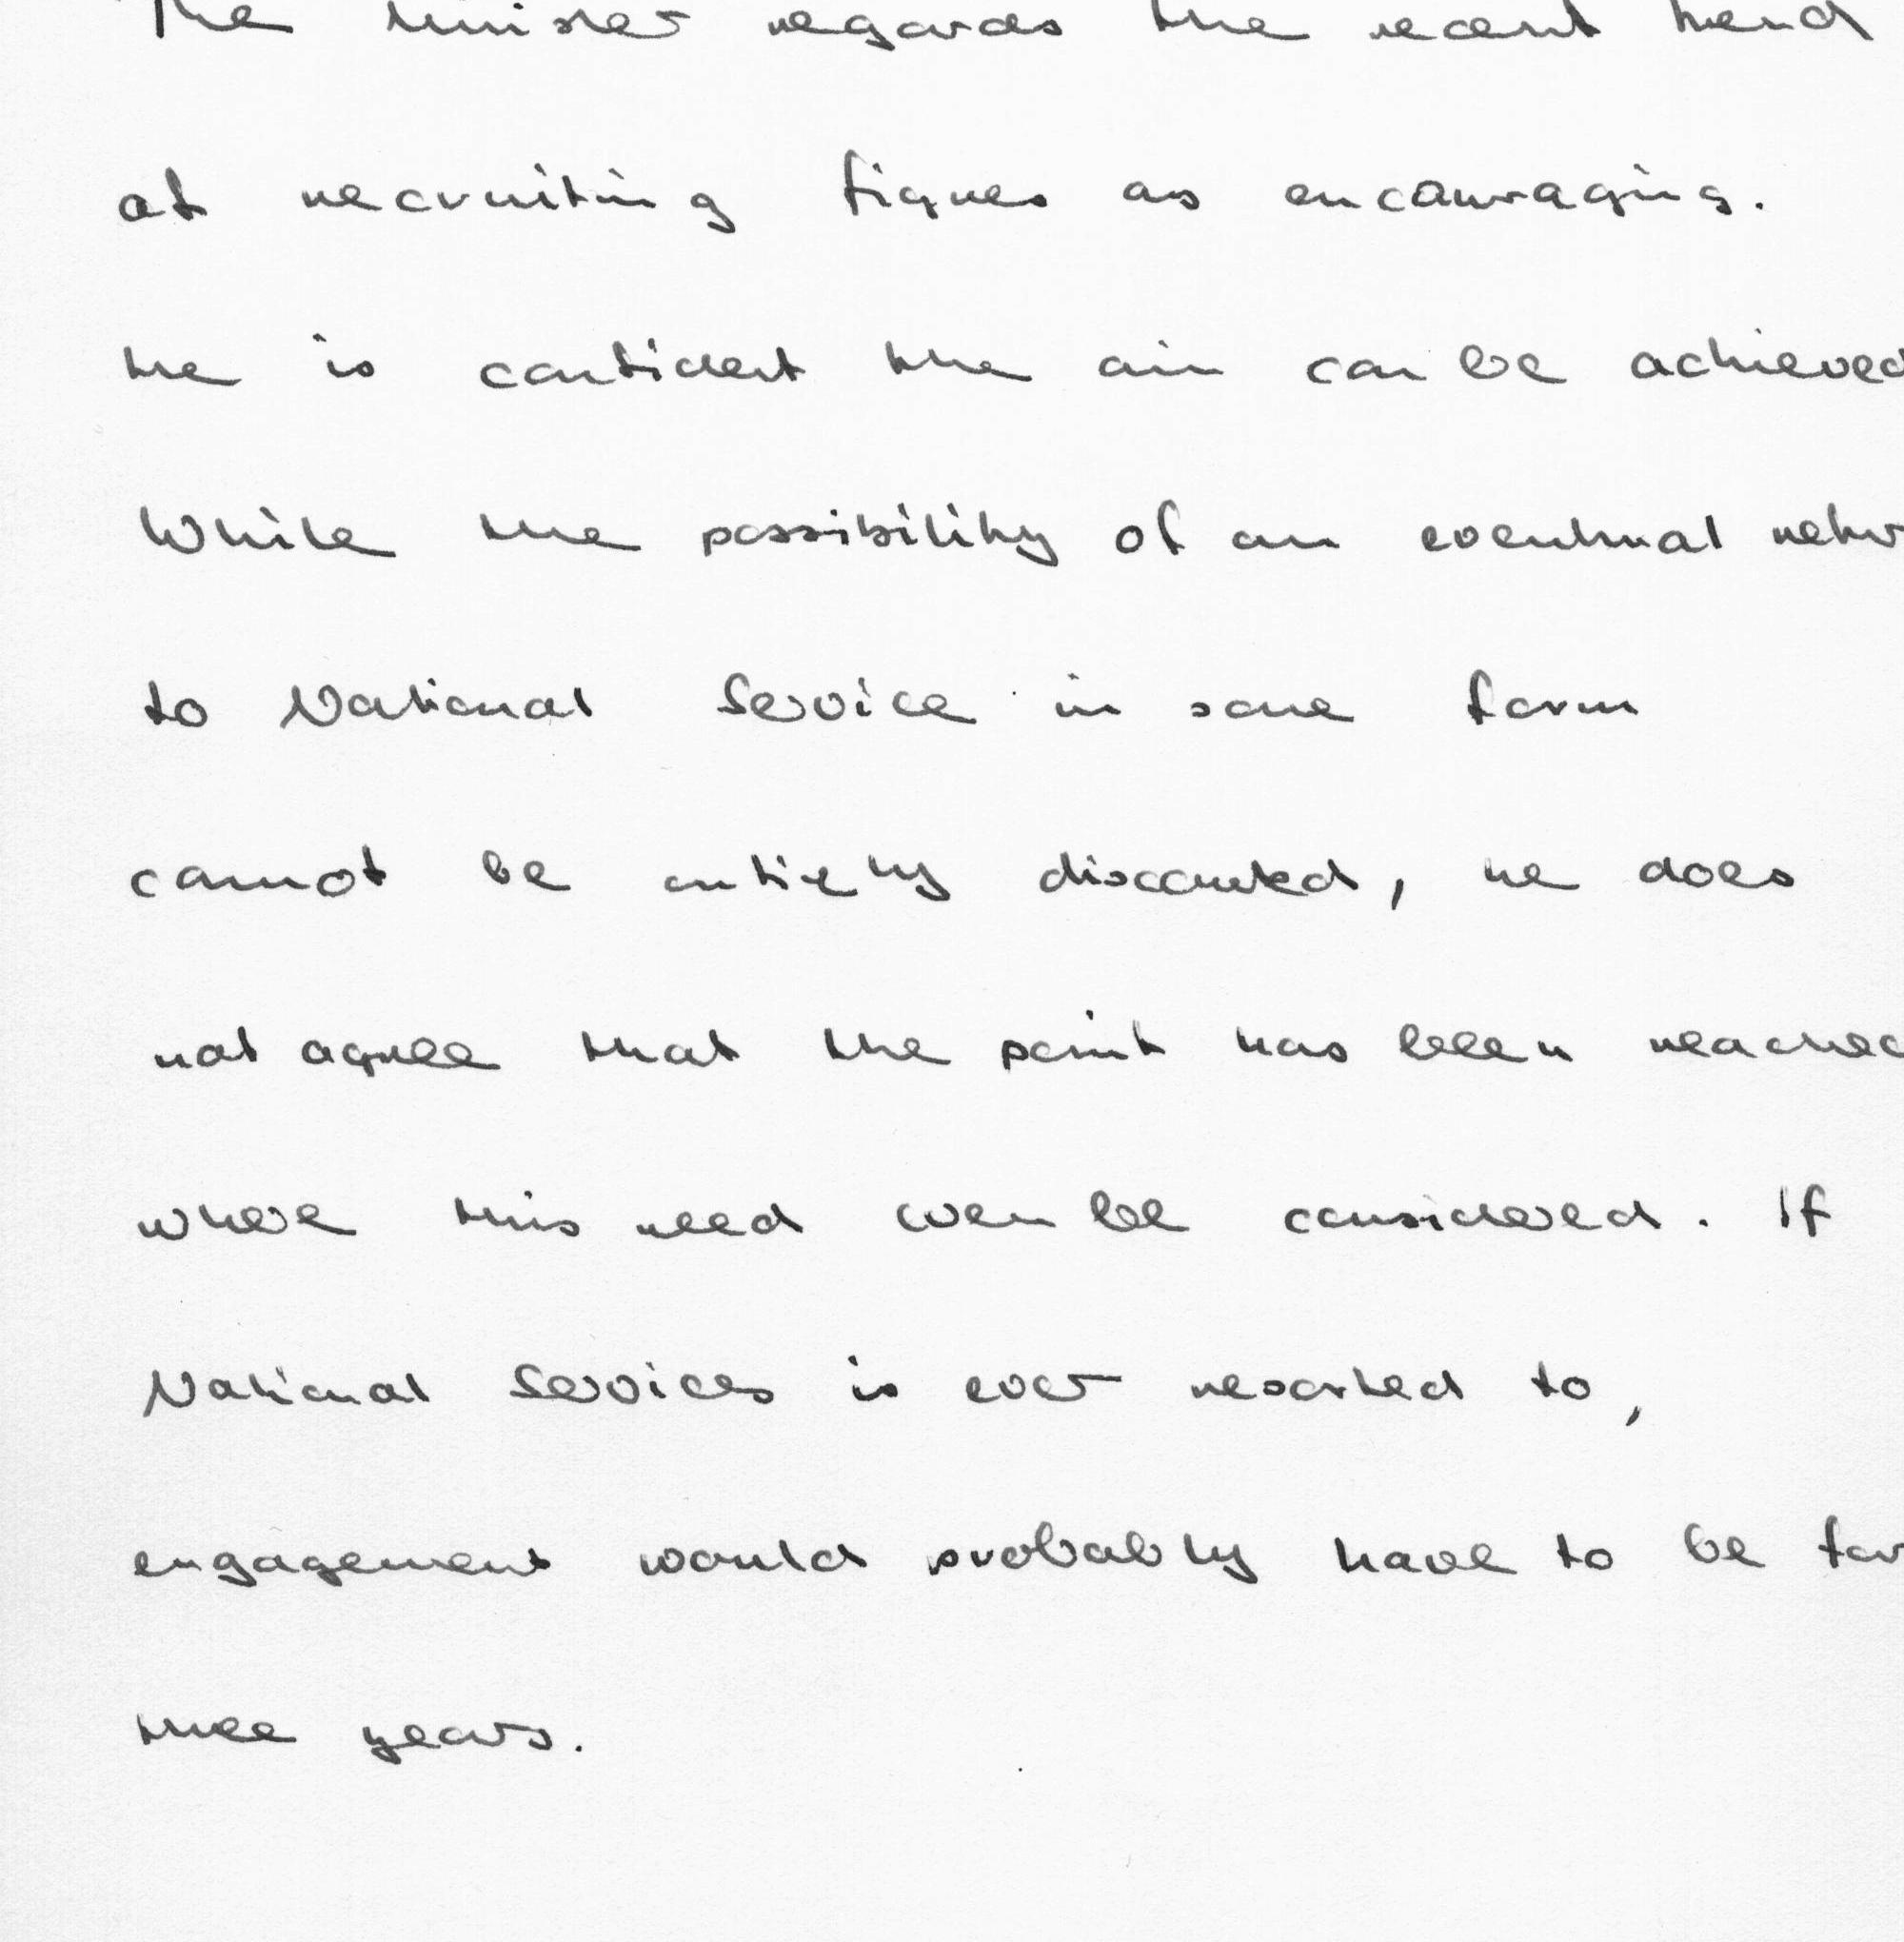 The Minister regards the recent trend
of recruiting figures as encouraging.
he is confident the aim can be achieved
While the possibility of an eventual retur
to National Service in some form
cannot be entirely discounted, he does
not agree that the point has been reached
where this need even be considered. If
National Services is ever resorted to,
engagement would probably have to be for
three years.